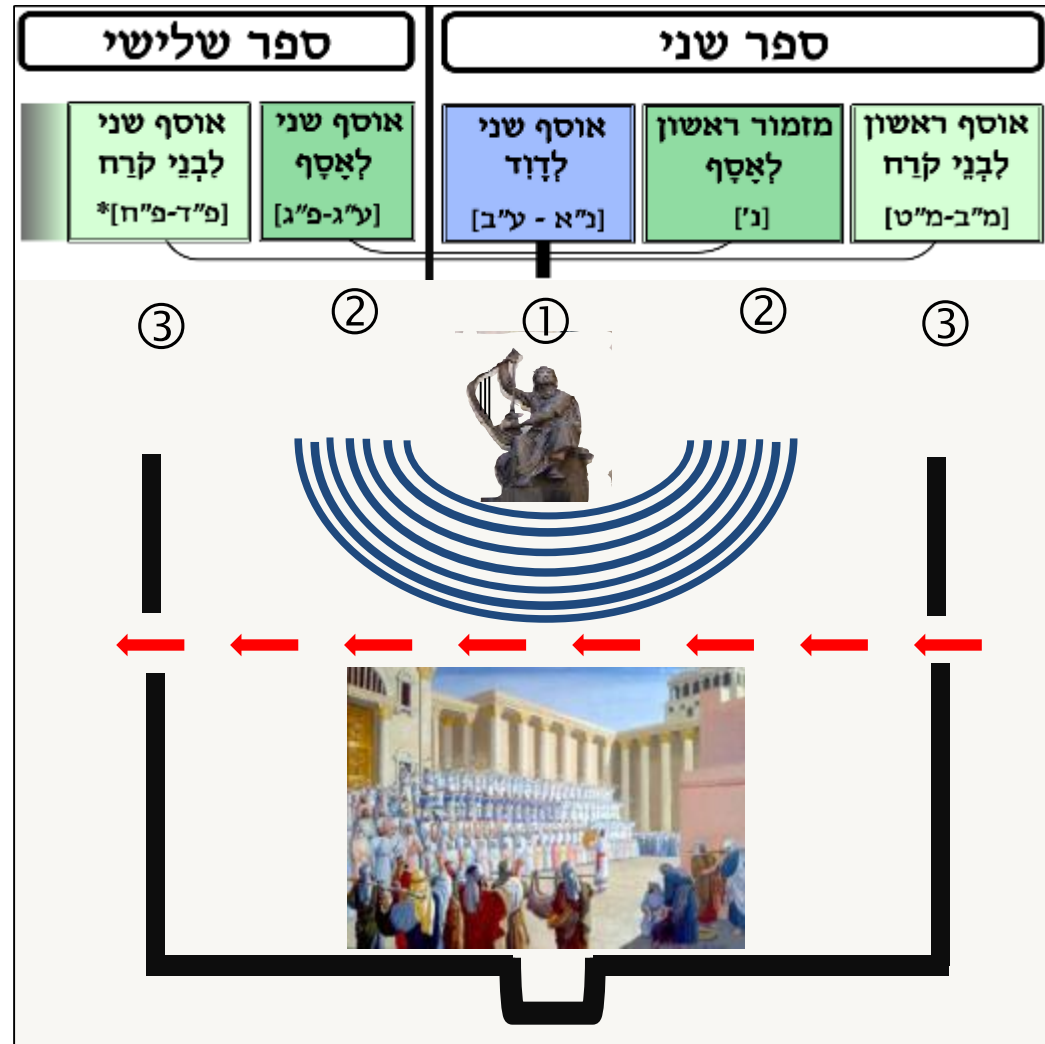 ספר שני
ספר שלישי
אוסף ראשון
לִבְנֵי קֹרַח
[מ"ב-מ"ט]
מזמור ראשון
לְאָסָף
[נ']
אוסף שני
לְדָוִד
[נ"א - ע"ב]
אוסף שני
לְאָסָף
[ע"ג-פ"ג]
אוסף שני
לִבְנֵי קֹרַח
[פ"ד-פ"ח]*
③
②
①
②
③